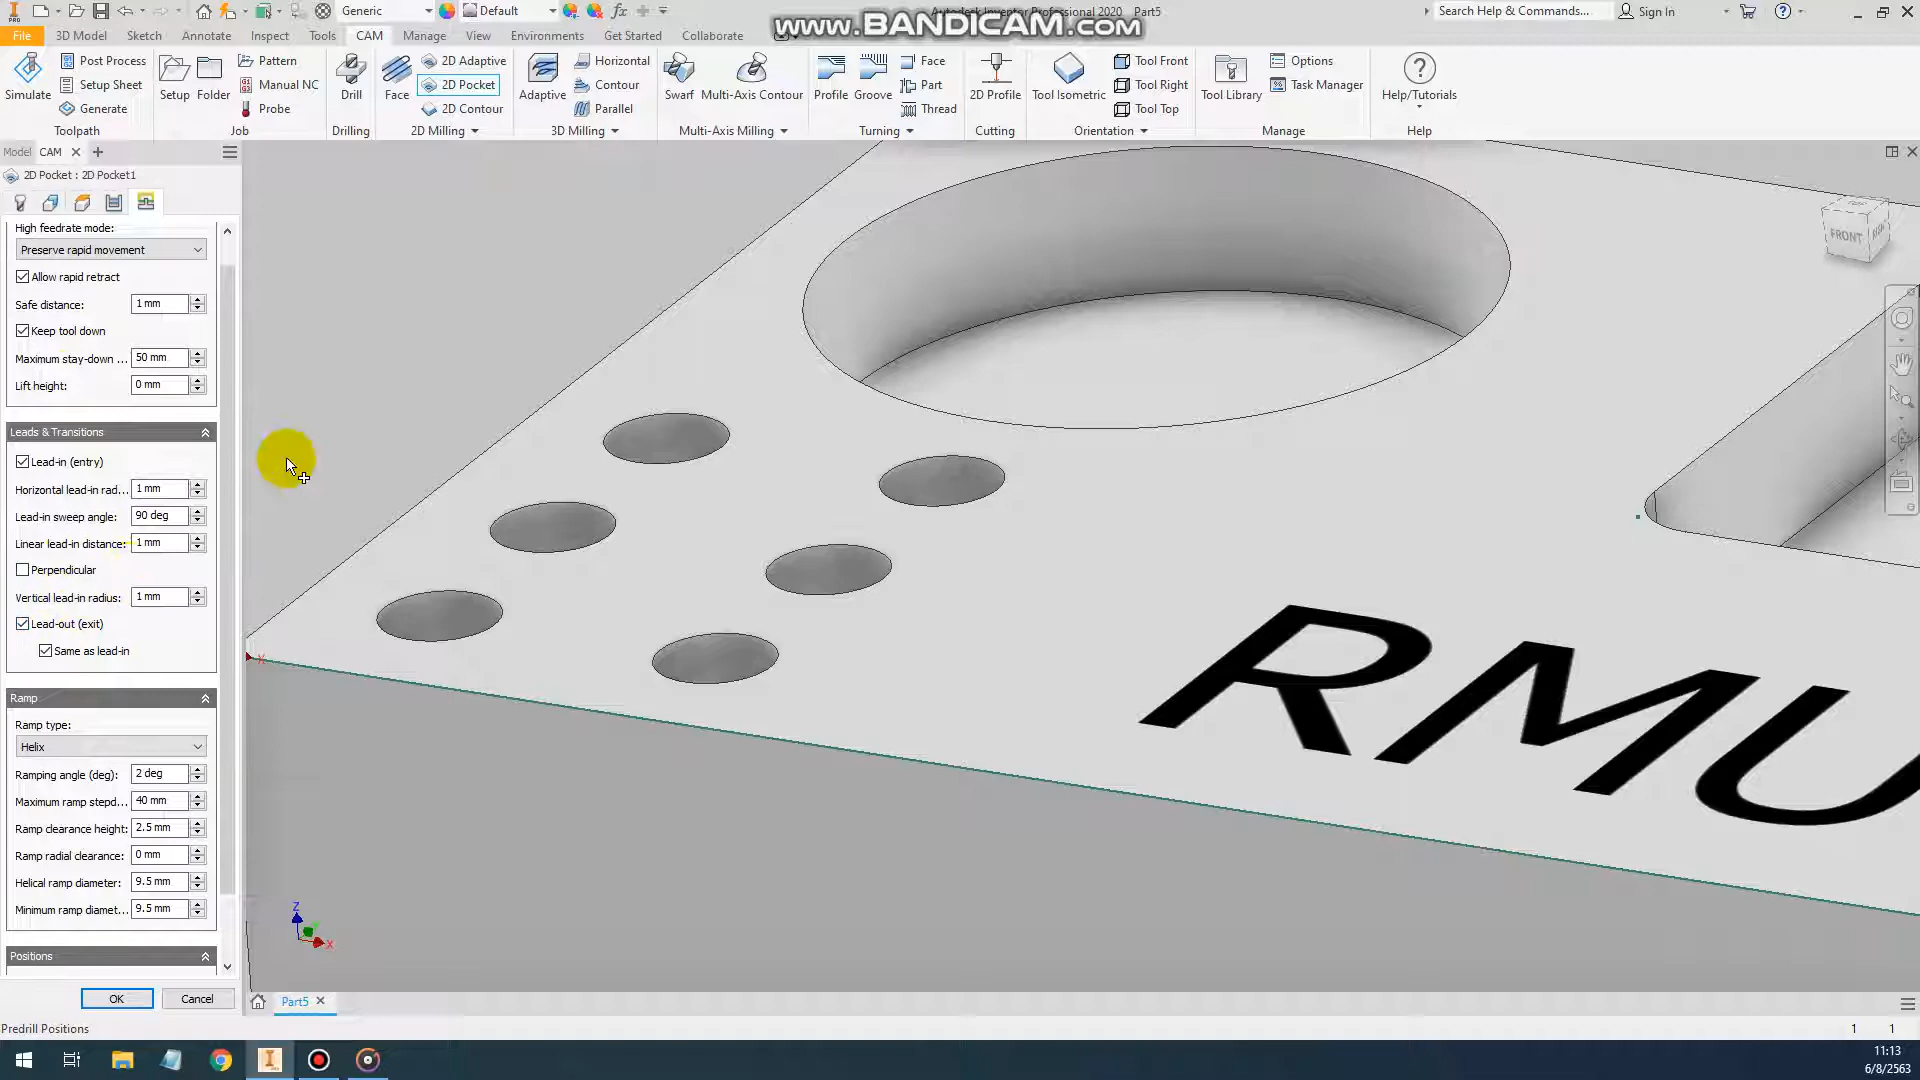 Generic
Default
Autodesk Inventor Professional 2020 Part5
www.BANDICAM.com
Search Help & Commands...
Sign In
File
3D Model
Sketch
Annotate
Inspect
Tools
CAM
Manage
View
Environments
Get Started
Collaborate
Simulate
Post Process
Setup Sheet
Generate
Toolpath
Setup
Folder
Pattern
Manual NC
Probe
Job
Drill
Drilling
Face
2D Adaptive
2D Pocket
2D Contour
2D Milling
Adaptive
Horizontal
Contour
Parallel
3D Milling
Swarf
Multi-Axis Contour
Multi-Axis Milling
Profile
Groove
Face
Part
Thread
Turning
2D Profile
Cutting
Tool Isometric
Tool Front
Tool Right
Tool Top
Orientation
Tool Library
Options
Task Manager
Manage
Help/Tutorials
Help
Model
CAM
2D Pocket : 2D Pocket1
High feedrate mode:
Preserve rapid movement
Allow rapid retract
Safe distance: 1 mm
Keep tool down
Maximum stay-down ... 50 mm
Lift height: 0 mm
Leads & Transitions
Lead-in (entry)
Horizontal lead-in rad... 1 mm
Lead-in sweep angle: 90 deg
Linear lead-in distance: 1 mm
Perpendicular
Vertical lead-in radius: 1 mm
Lead-out (exit)
Same as lead-in
Ramp
Ramp type:
Helix
Ramping angle (deg): 2 deg
Maximum ramp stepd... 40 mm
Ramp clearance height: 2.5 mm
Ramp radial clearance: 0 mm
Helical ramp diameter: 9.5 mm
Minimum ramp diamet... 9.5 mm
Positions
OK
Cancel
FRONT
RIGHT
X
RMU
Z
X
Part5
Predrill Positions
1 1
11:13
6/8/2563